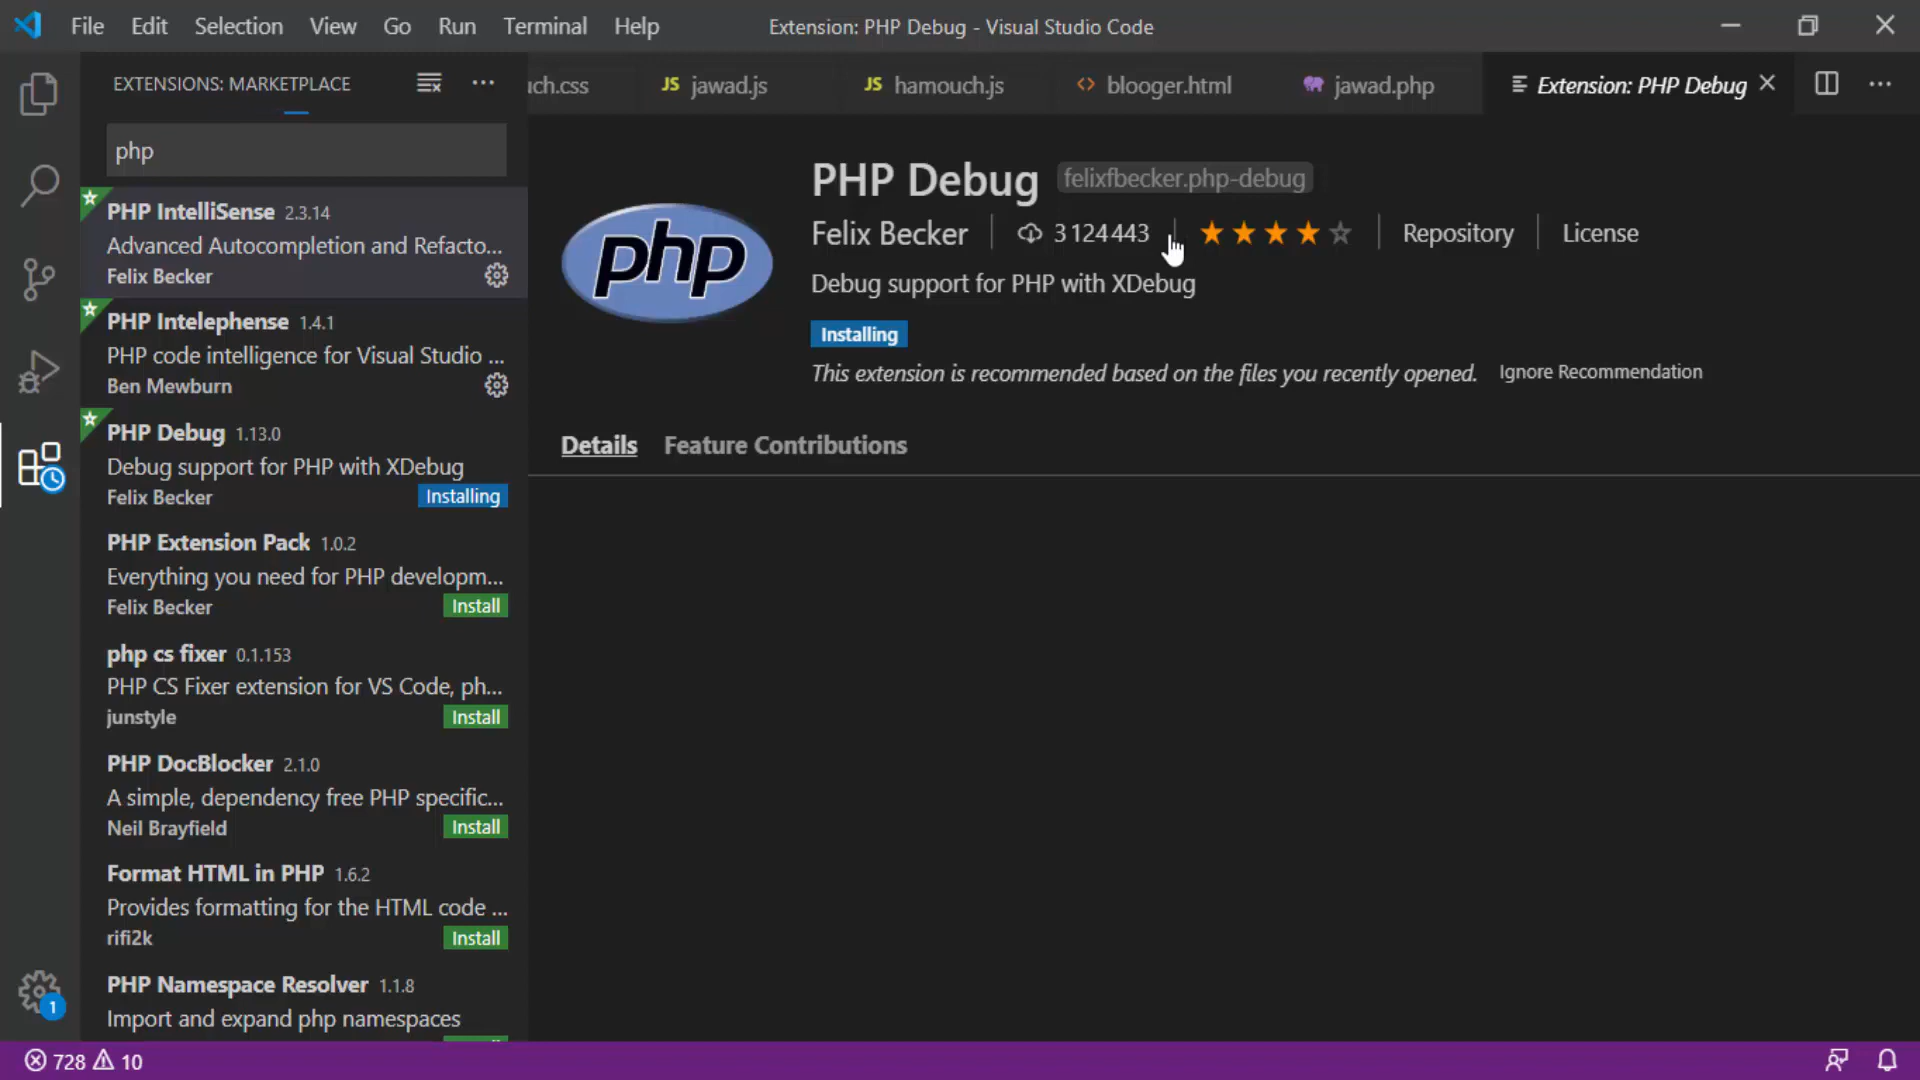 File Edit Selection View Go Run Terminal Help
Extension: PHP Debug - Visual Studio Code
EXTENSIONS: MARKETPLACE
uch.css
JS jawad.js
JS hamouch.js
<> blooger.html
jawad.php
Extension: PHP Debug
php
PHP IntelliSense 2.3.14
Advanced Autocompletion and Refacto...
Felix Becker
PHP Intelephense 1.4.1
PHP code intelligence for Visual Studio ...
Ben Mewburn
PHP Debug 1.13.0
Debug support for PHP with XDebug
Felix Becker
Installing
PHP Extension Pack 1.0.2
Everything you need for PHP developm...
Felix Becker
Install
php cs fixer 0.1.153
PHP CS Fixer extension for VS Code, ph...
junstyle
Install
PHP DocBlocker 2.1.0
A simple, dependency free PHP specific...
Neil Brayfield
Install
Format HTML in PHP 1.6.2
Provides formatting for the HTML code ...
rifi2k
Install
PHP Namespace Resolver 1.1.8
Import and expand php namespaces
php
PHP Debug felixfbecker.php-debug
Felix Becker | 3 124 443 | Repository | License
Debug support for PHP with XDebug
Installing
This extension is recommended based on the files you recently opened. Ignore Recommendation
Details Feature Contributions
1
728 10